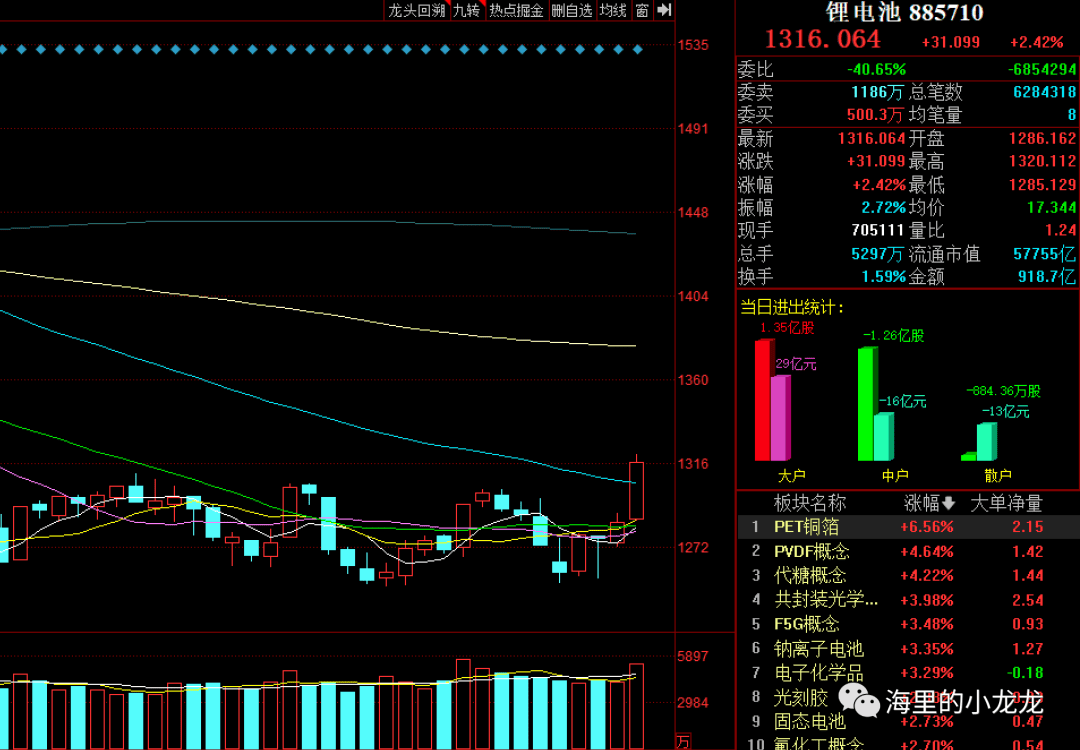 龙头回溯 九转 热点掘金 删自选 均线 窗
1535
1491
1448
1404
1360
1316
1272
5897
2984
万
锂电池 885710
1316.064 +31.099 +2.42%
委比 -40.65% -6854294
委卖 1186万 总笔数 6284318
委买 500.3万 均笔量 8
最新 1316.064 开盘 1286.162
涨跌 +31.099 最高 1320.112
涨幅 +2.42% 最低 1285.129
振幅 2.72% 均价 17.344
现手 705111 量比 1.24
总手 5297万 流通市值 57755亿
换手 1.59% 金额 918.7亿
当日进出统计:
1.35亿股
29亿元
-1.26亿股
-16亿元
-884.36万股
-13亿元
大户 中户 散户
板块名称 涨幅 大单净量
1 PET铜箔 +6.56% 2.15
2 PVDF概念 +4.64% 1.42
3 代糖概念 +4.22% 1.44
4 共封装光学... +3.98% 2.54
5 F5G概念 +3.48% 0.93
6 钠离子电池 +3.35% 1.27
7 电子化学品 +3.29% -0.18
8 光刻胶
海里的小龙龙
9 固态电池 +2.73% 0.47
10 氟化工概念 +2.70% 0.54